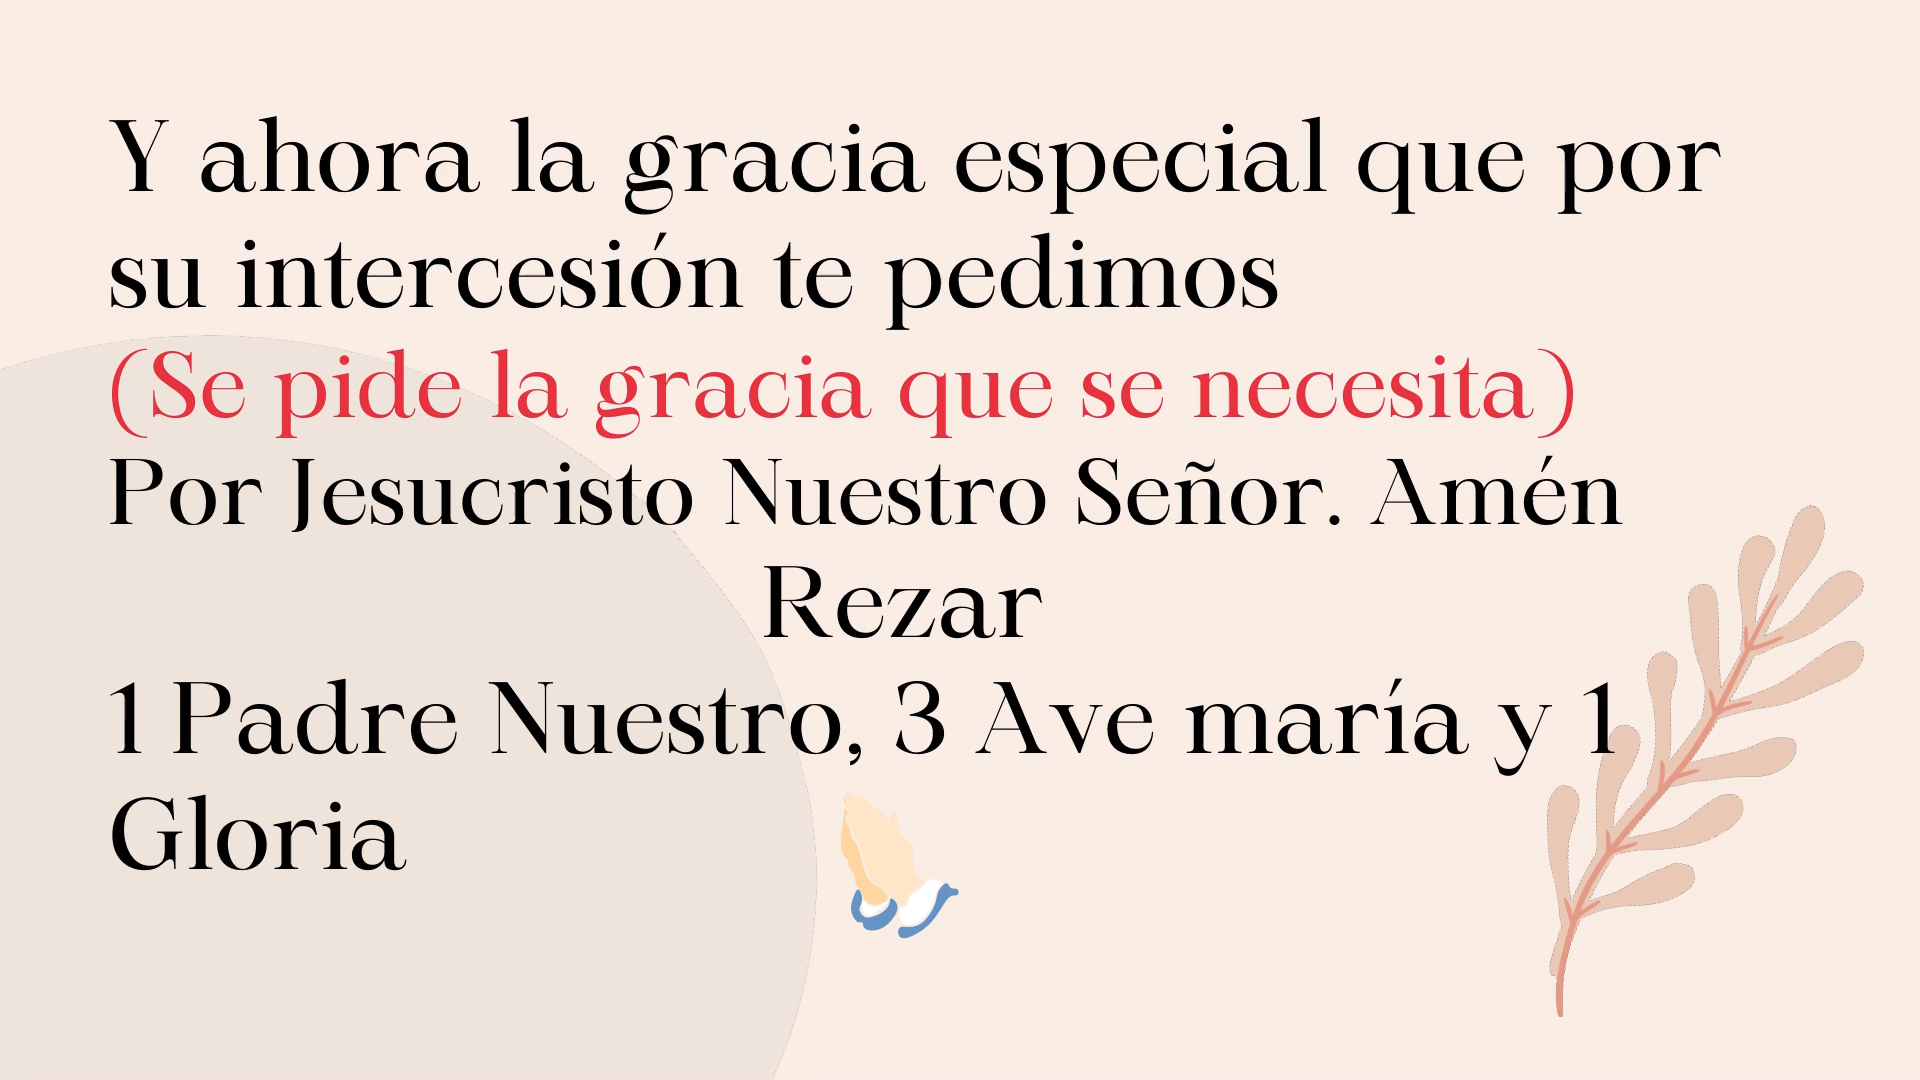 Y ahora la gracia especial que por
su intercesión te pedimos
(Se pide la gracia que se necesita)
Por Jesucristo Nuestro Señor. Amén
Rezar
1 Padre Nuestro, 3 Ave maría y 1
Gloria